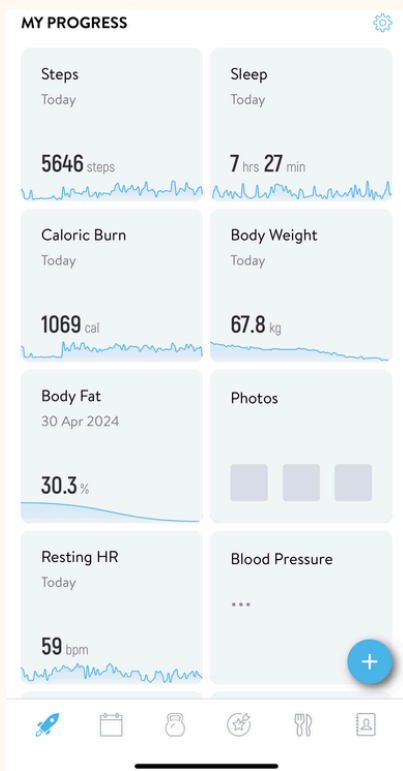 MY PROGRESS
Steps
Today
5646 steps
Sleep
Today
7 hrs 27 min
Caloric Burn
Today
1069 cal
Body Weight
Today
67.8 kg
Body Fat
30 Apr 2024
30.3 %
Photos
Resting HR
Today
59 bpm
Blood Pressure
...
+